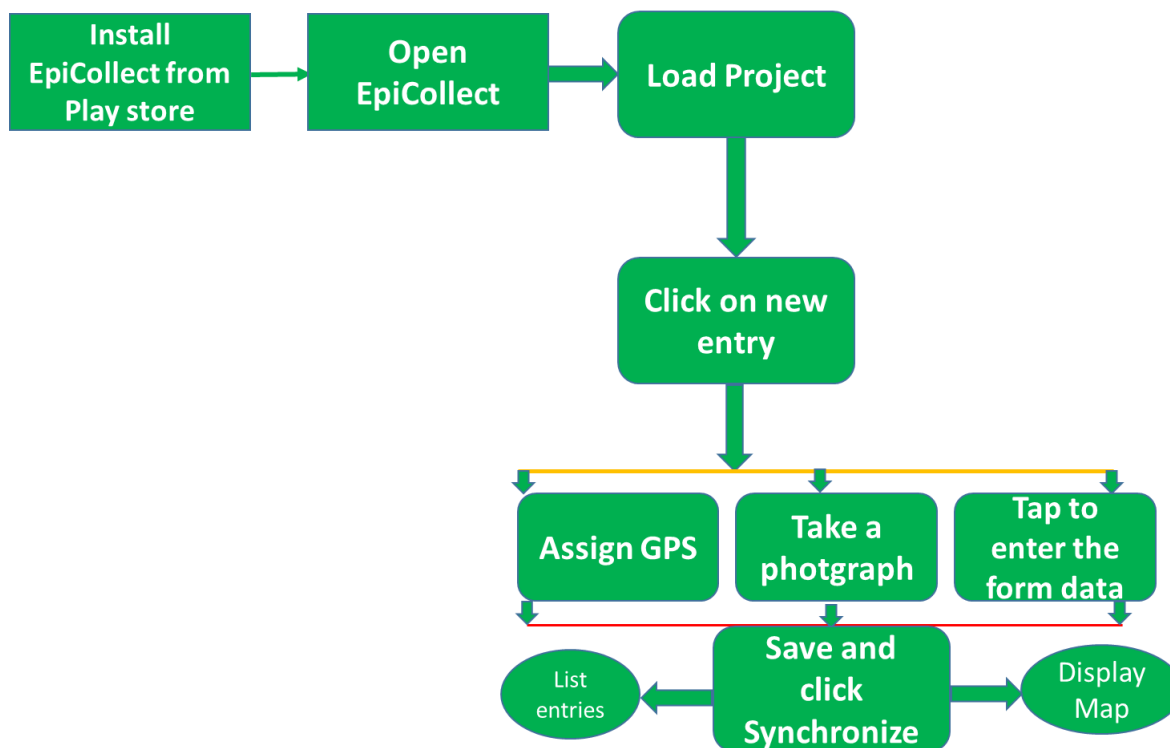 Install
EpiCollect from
Play store
Open
EpiCollect
Load Project
Click on new
entry
Assign GPS
Take a
photgraph
Tap to
enter the
form data
List
entries
Save and
click
Synchronize
Display
Map